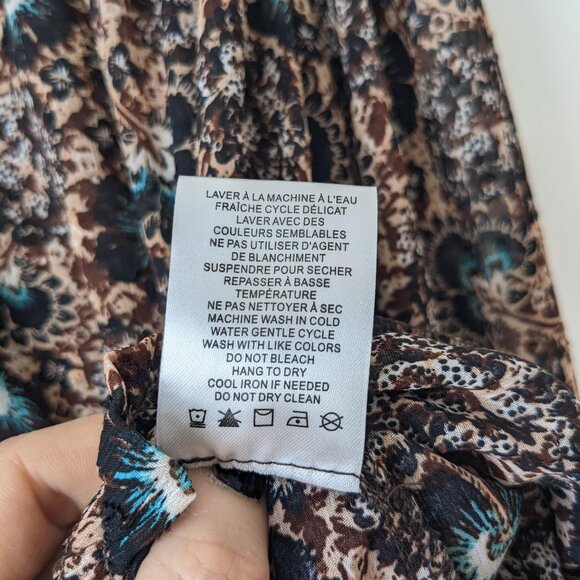 LAVER À LA MACHINE À L'EAU
FRAÎCHE CYCLE DÉLICAT
LAVER AVEC DES
COULEURS SEMBLABLES
NE PAS UTILISER D'AGENT
DE BLANCHIMENT
SUSPENDRE POUR SECHER
REPASSER À BASSE
TEMPÉRATURE
NE PAS NETTOYER À SEC
MACHINE WASH IN COLD
WATER GENTLE CYCLE
WASH WITH LIKE COLORS
DO NOT BLEACH
HANG TO DRY
COOL IRON IF NEEDED
DO NOT DRY CLEAN